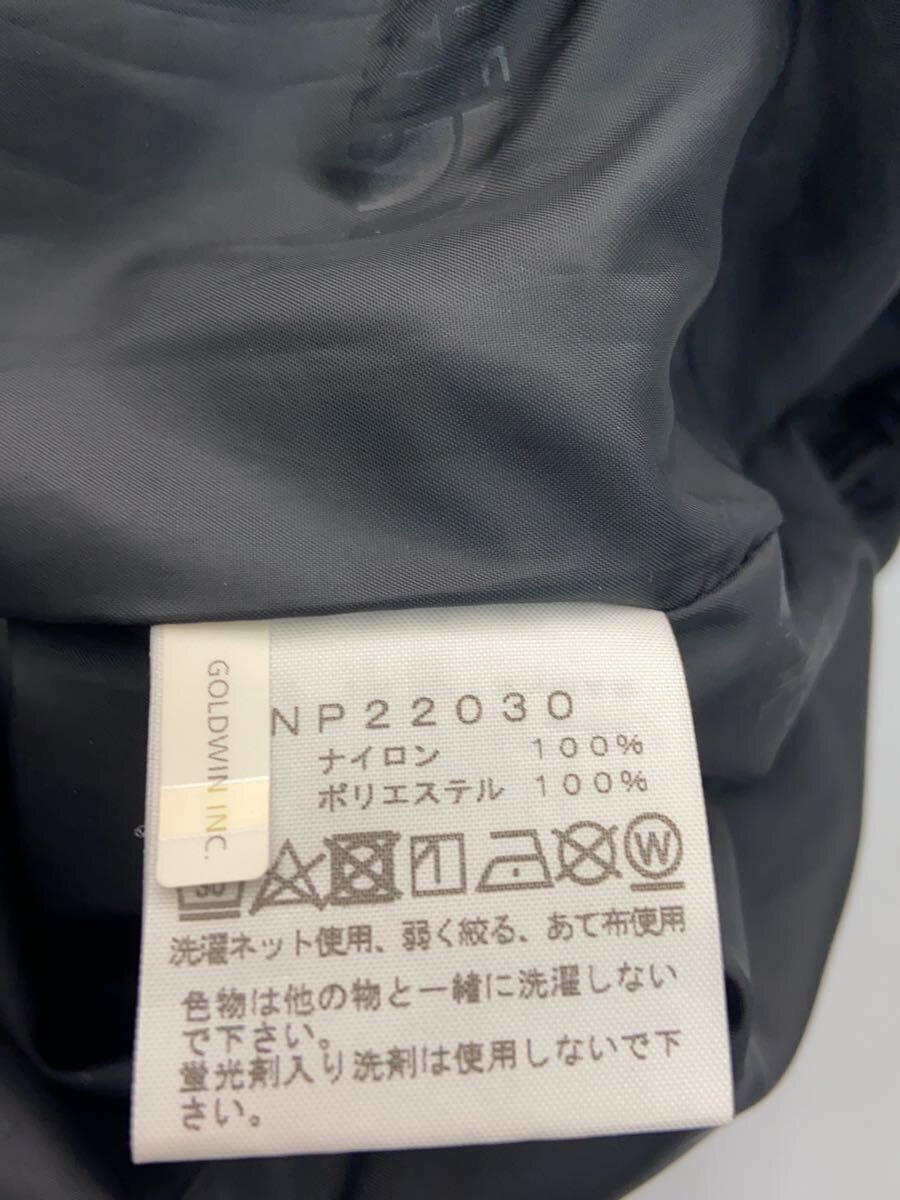 GOLDWIN INC.
NP22030
ナイロン 100%
ポリエステル 100%
30
W
洗濯ネット使用、弱く絞る、あて布使用
色物は他の物と一緒に洗濯しない
で下さい。
蛍光剤入り洗剤は使用しないで下
さい。